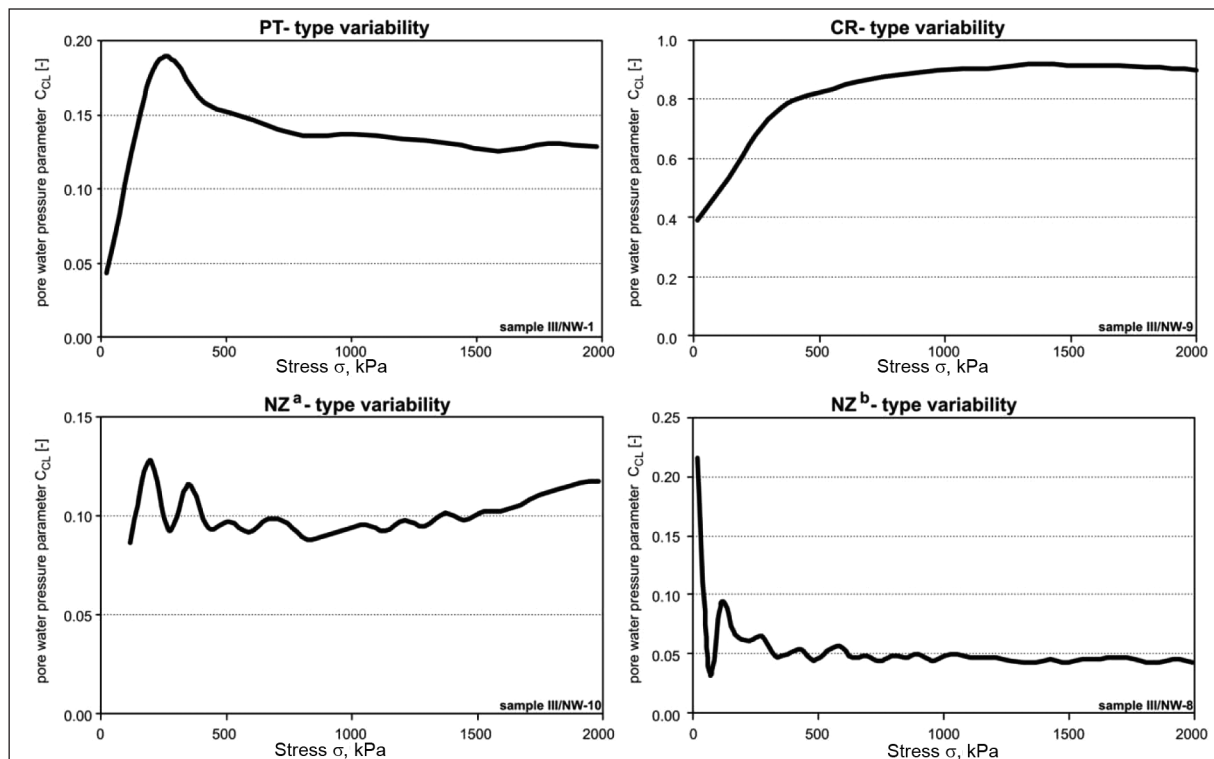 PT- type variability
pore water pressure parameter C_CL [-]
0.20
0.15
0.10
0.05
0.00
sample III/NW-1
0 500 1000 1500 2000
Stress σ, kPa
CR- type variability
pore water pressure parameter C_CL [-]
1.0
0.8
0.6
0.4
0.2
0.0
sample III/NW-9
0 500 1000 1500 2000
Stress σ, kPa
NZ^a- type variability
pore water pressure parameter C_CL [-]
0.15
0.10
0.05
0.00
sample III/NW-10
0 500 1000 1500 2000
Stress σ, kPa
NZ^b- type variability
pore water pressure parameter C_CL [-]
0.25
0.20
0.15
0.10
0.05
0.00
sample III/NW-8
0 500 1000 1500 2000
Stress σ, kPa